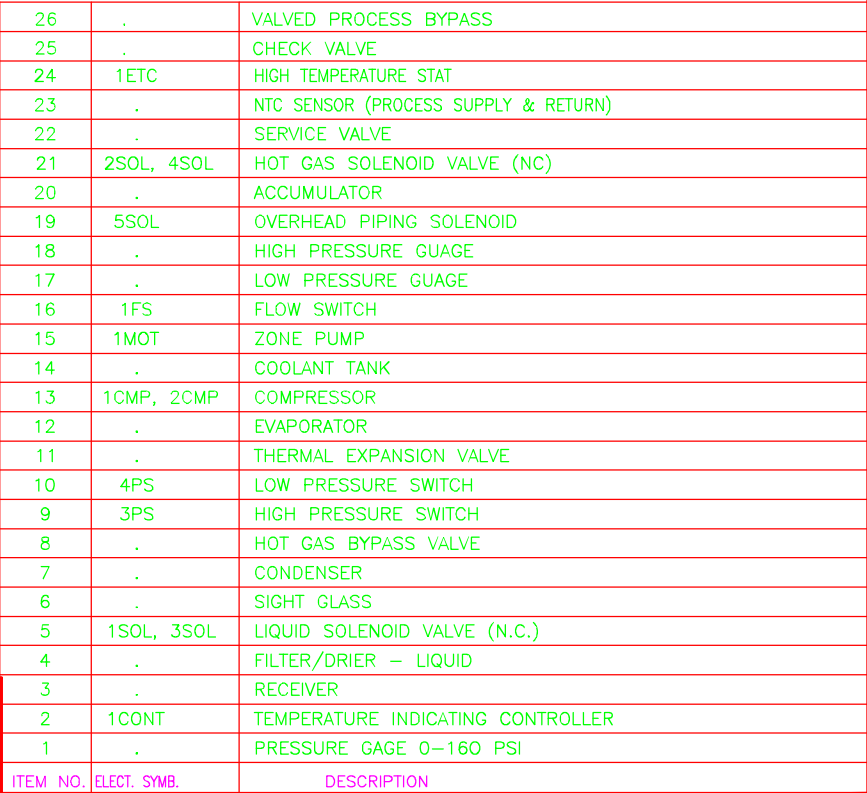 26 . VALVED PROCESS BYPASS
25 . CHECK VALVE
24 1ETC HIGH TEMPERATURE STAT
23 . NTC SENSOR (PROCESS SUPPLY & RETURN)
22 . SERVICE VALVE
21 2SOL, 4SOL HOT GAS SOLENOID VALVE (NC)
20 . ACCUMULATOR
19 5SOL OVERHEAD PIPING SOLENOID
18 . HIGH PRESSURE GUAGE
17 . LOW PRESSURE GUAGE
16 1FS FLOW SWITCH
15 1MOT ZONE PUMP
14 . COOLANT TANK
13 1CMP, 2CMP COMPRESSOR
12 . EVAPORATOR
11 . THERMAL EXPANSION VALVE
10 4PS LOW PRESSURE SWITCH
9 3PS HIGH PRESSURE SWITCH
8 . HOT GAS BYPASS VALVE
7 . CONDENSER
6 . SIGHT GLASS
5 1SOL, 3SOL LIQUID SOLENOID VALVE (N.C.)
4 . FILTER/DRIER – LIQUID
3 . RECEIVER
2 1CONT TEMPERATURE INDICATING CONTROLLER
1 . PRESSURE GAGE 0–160 PSI
ITEM NO. ELECT. SYMB. DESCRIPTION